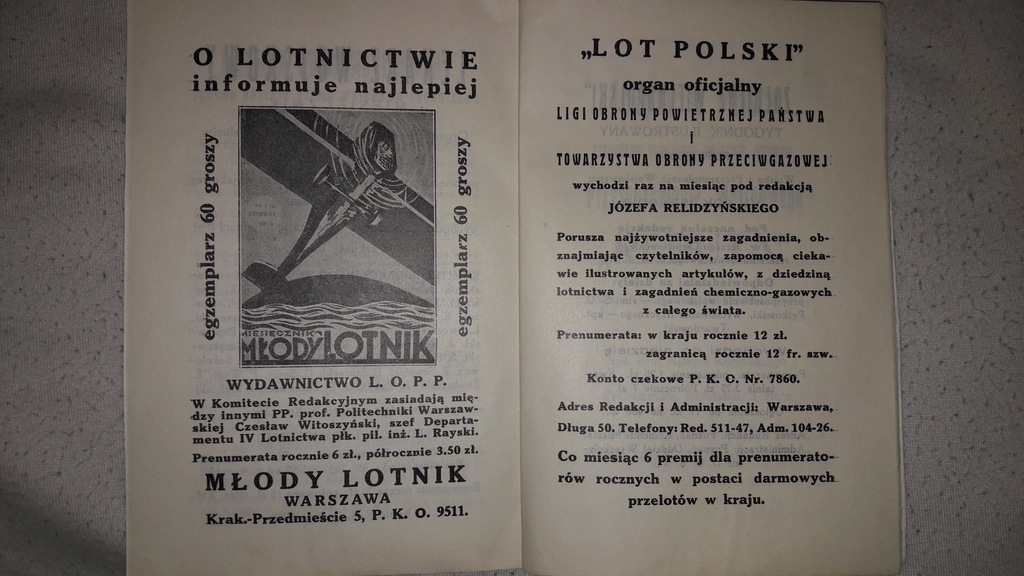 O LOTNICTWIE
informuje najlepiej
egzemplarz 60 groszy
MIESIĘCZNIK
MŁODY LOTNIK
egzemplarz 60 groszy
WYDAWNICTWO L. O. P. P.
W Komitecie Redakcyjnym zasiadają mię-
dzy innymi PP. prof. Politechniki Warszaw-
skiej Czesław Witoszyński, szef Departa-
mentu IV Lotnictwa płk. pil. inż. L. Rayski.
Prenumerata rocznie 6 zł., półrocznie 3.50 zł.
MŁODY LOTNIK
WARSZAWA
Krak.-Przedmieście 5, P. K. O. 9511.
„LOT POLSKI”
organ oficjalny
LIGI OBRONY POWIETRZNEJ PAŃSTWA
i
TOWARZYSTWA OBRONY PRZECIWGAZOWEJ
wychodzi raz na miesiąc pod redakcją
JÓZEFA RELIDZYŃSKIEGO
Porusza najżywotniejsze zagadnienia, ob-
znajmiając czytelników, zapomocą cieka-
wie ilustrowanych artykułów, z dziedziną
lotnictwa i zagadnień chemiczno-gazowych
z całego świata.
Prenumerata: w kraju rocznie 12 zł.
zagranicą rocznie 12 fr. szw.
Konto czekowe P. K. O. Nr. 7860.
Adres Redakcji i Administracji: Warszawa,
Długa 50. Telefony: Red. 511-47, Adm. 104-26.
Co miesiąc 6 premij dla prenumerato-
rów rocznych w postaci darmowych
przelotów w kraju.